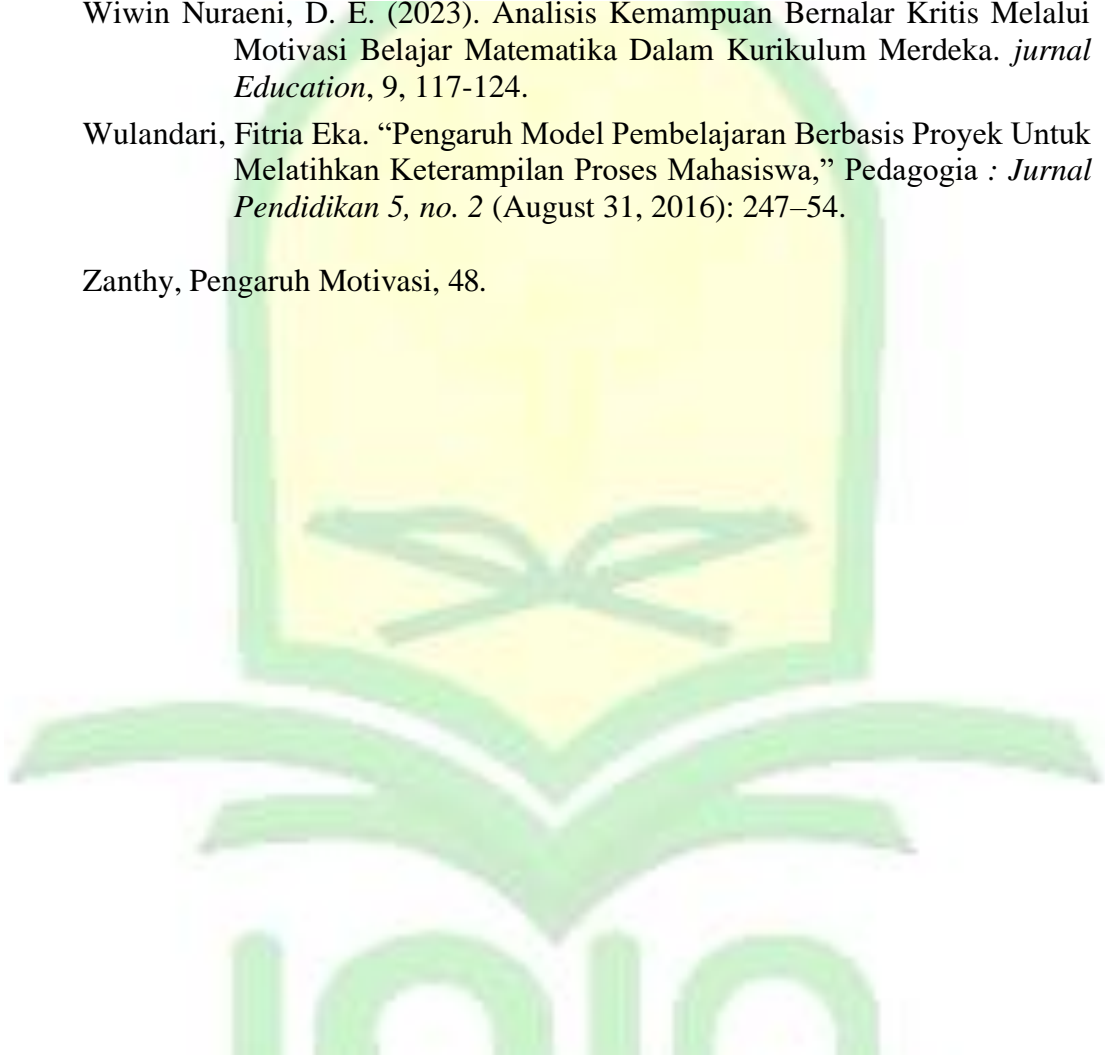 Wiwin Nuraeni, D. E. (2023). Analisis Kemampuan Bernalar Kritis Melalui
Motivasi Belajar Matematika Dalam Kurikulum Merdeka. jurnal
Education, 9, 117-124.
Wulandari, Fitria Eka. “Pengaruh Model Pembelajaran Berbasis Proyek Untuk
Melatihkan Keterampilan Proses Mahasiswa,” Pedagogia : Jurnal
Pendidikan 5, no. 2 (August 31, 2016): 247–54.
Zanthy, Pengaruh Motivasi, 48.